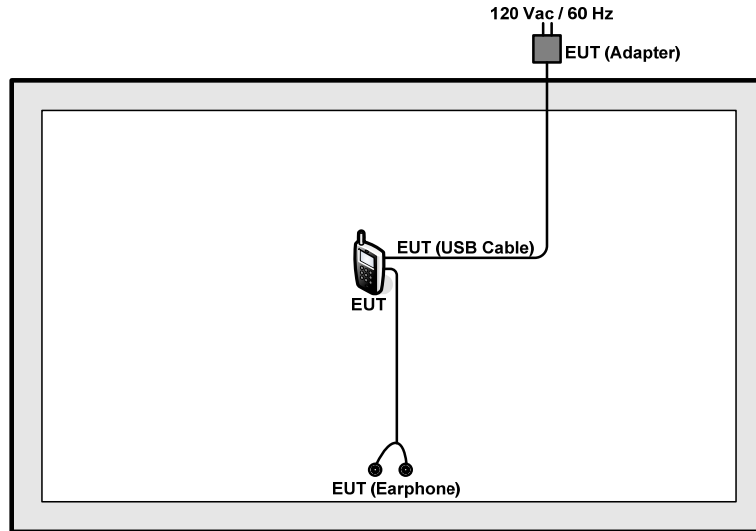 120 Vac / 60 Hz
EUT (Adapter)
EUT (USB Cable)
EUT
EUT (Earphone)